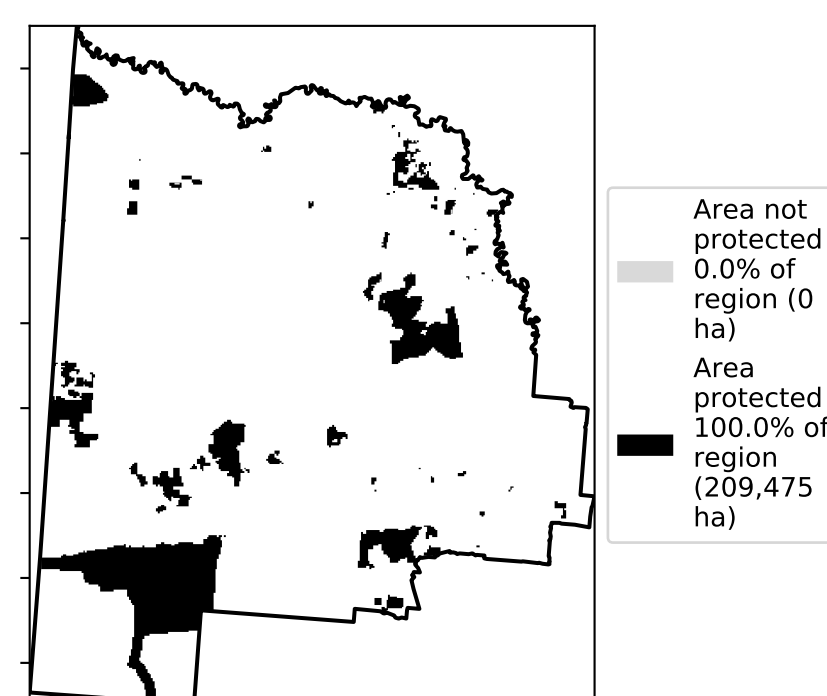 Area not
protected
0.0% of
region (0
ha)
Area
protected
100.0% of
region
(209,475
ha)